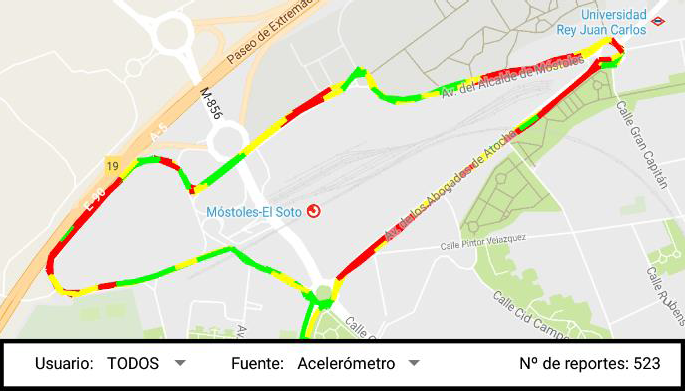 Universidad
Rey Juan Carlos
Paseo de Extrema
Av. del Alcalde de Móstoles
M-856
A-5
Calle Gran Capitán
19
Av. de los Abogados de Atocha
E-90
Móstoles-El Soto
Calle Pintor Velazquez
Calle Cid Campe
Calle Rubens
Calle G
Av
Usuario: TODOS Fuente: Acelerómetro Nº de reportes: 523